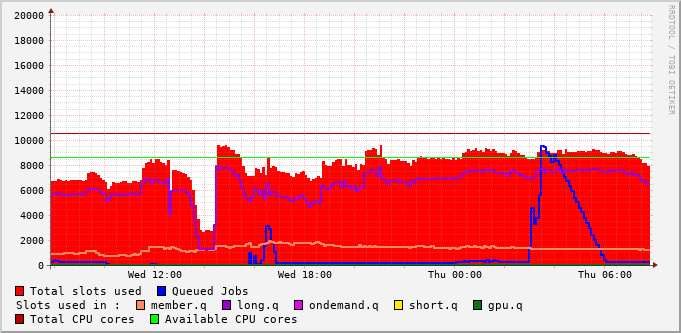 20000
18000
16000
14000
12000
10000
8000
6000
4000
2000
0
Wed 12:00 Wed 18:00 Thu 00:00 Thu 06:00
RRDTOOL / TOBI OETIKER
Total slots used Queued Jobs
Slots used in : member.q long.q ondemand.q short.q gpu.q
Total CPU cores Available CPU cores